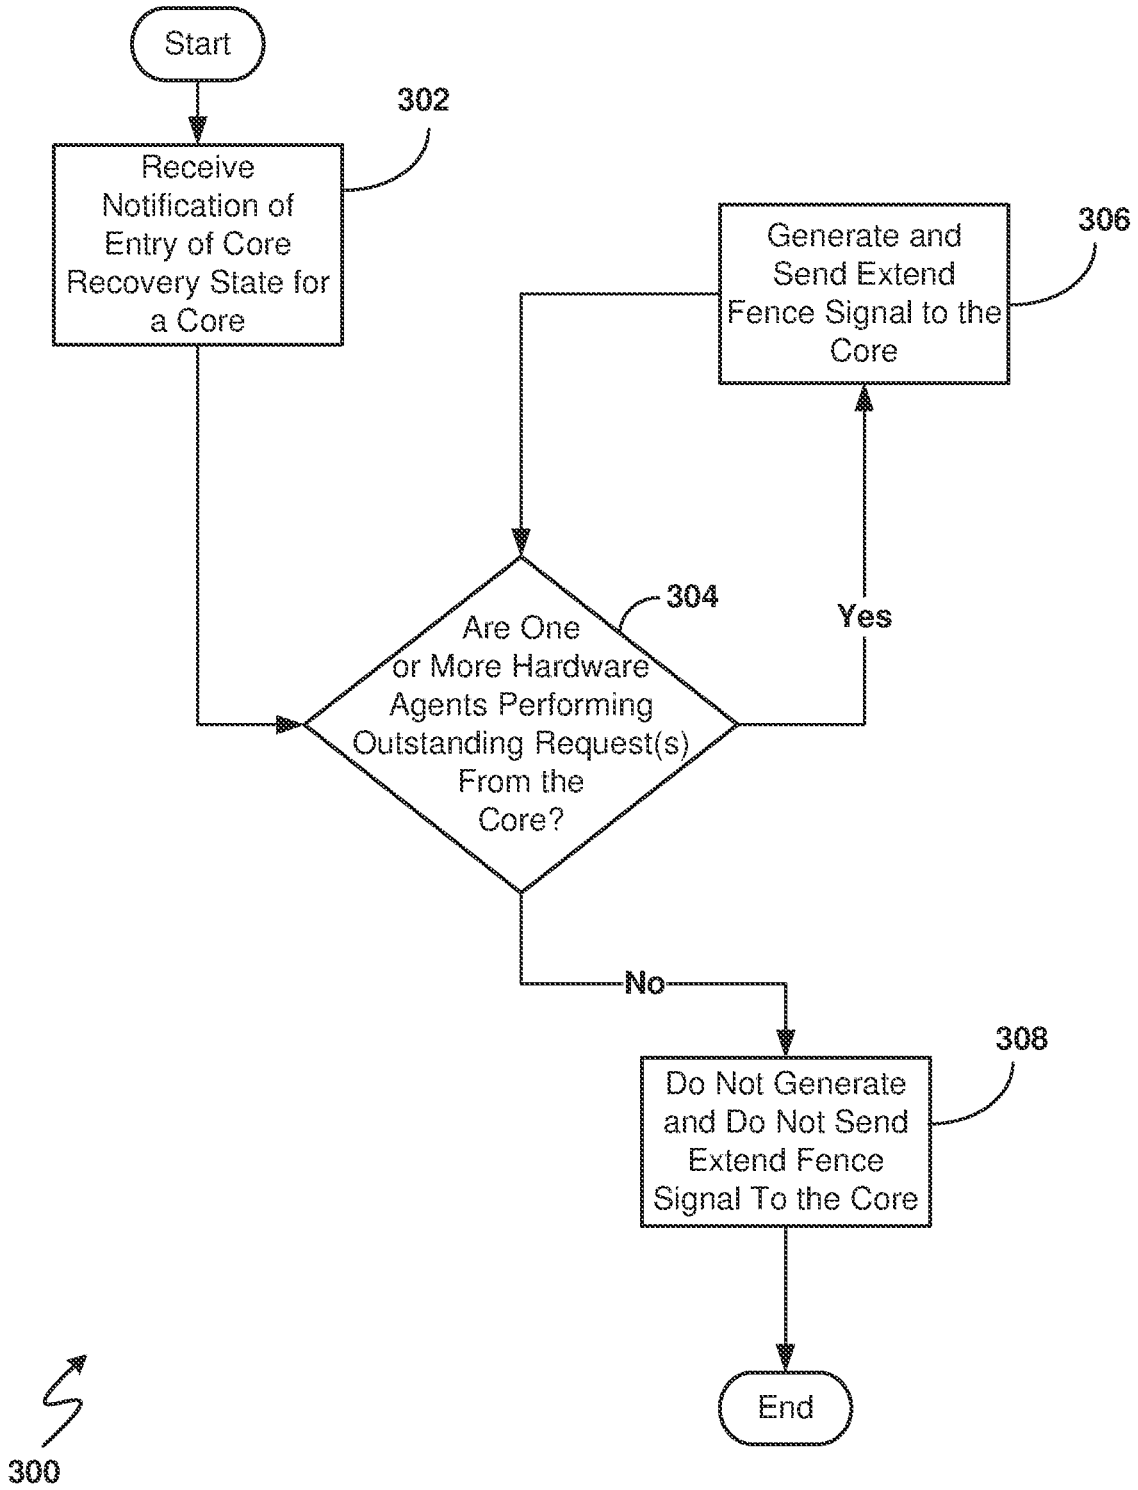 Start
302
Receive
Notification of
Entry of Core
Recovery State for
a Core
306
Generate and
Send Extend
Fence Signal to the
Core
304
Are One
or More Hardware
Agents Performing
Outstanding Request(s)
From the
Core?
Yes
No
308
Do Not Generate
and Do Not Send
Extend Fence
Signal To the Core
End
300